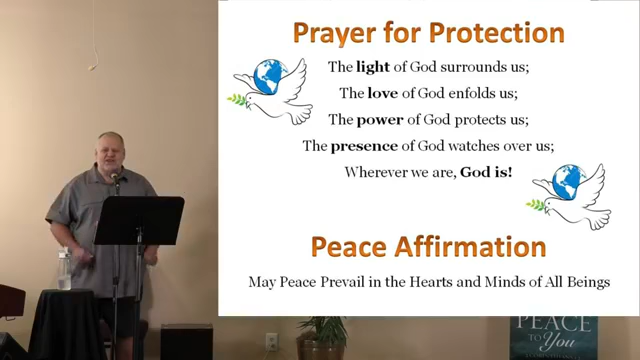 Prayer for Protection
The light of God surrounds us;
The love of God enfolds us;
The power of God protects us;
The presence of God watches over us;
Wherever we are, God is!
Peace Affirmation
May Peace Prevail in the Hearts and Minds of All Beings
PEACE
TO
You